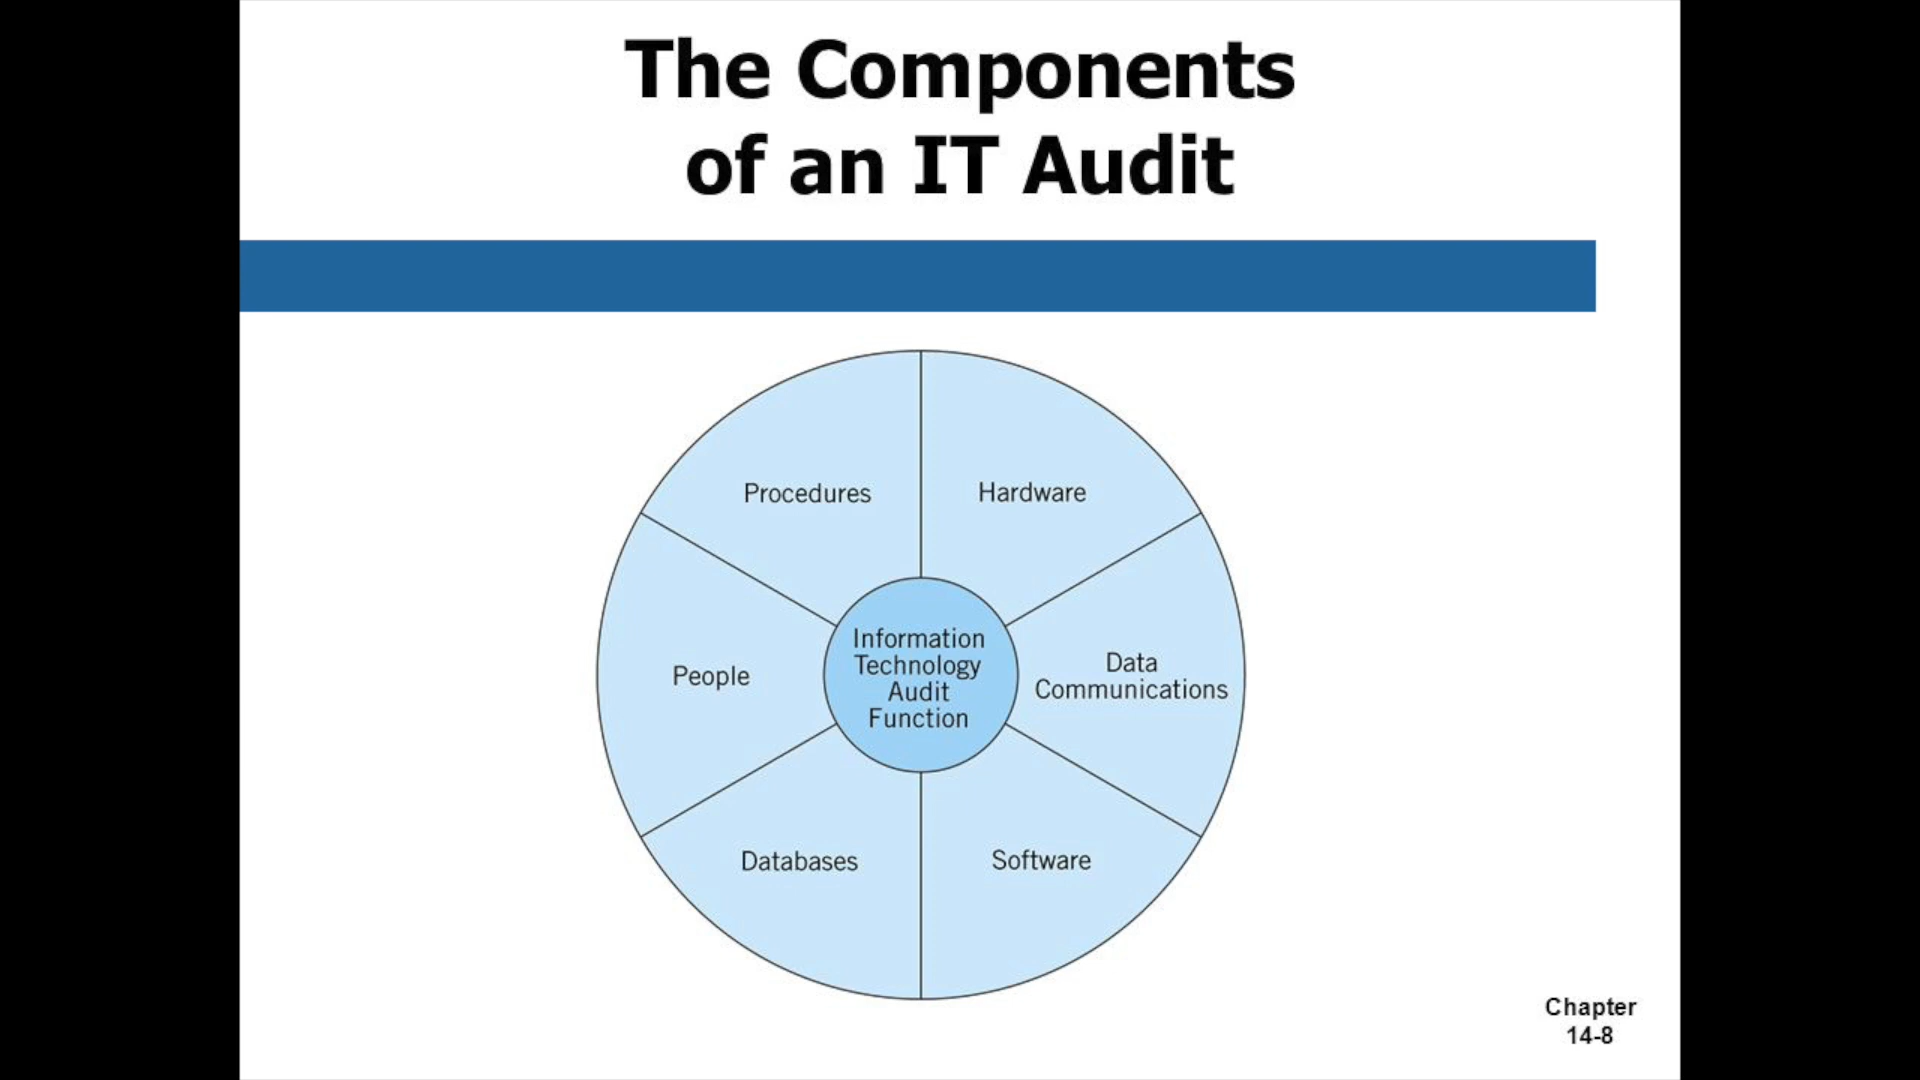 The Components
of an IT Audit
Procedures
Hardware
People
Information
Technology
Audit
Function
Data
Communications
Databases
Software
Chapter
14-8